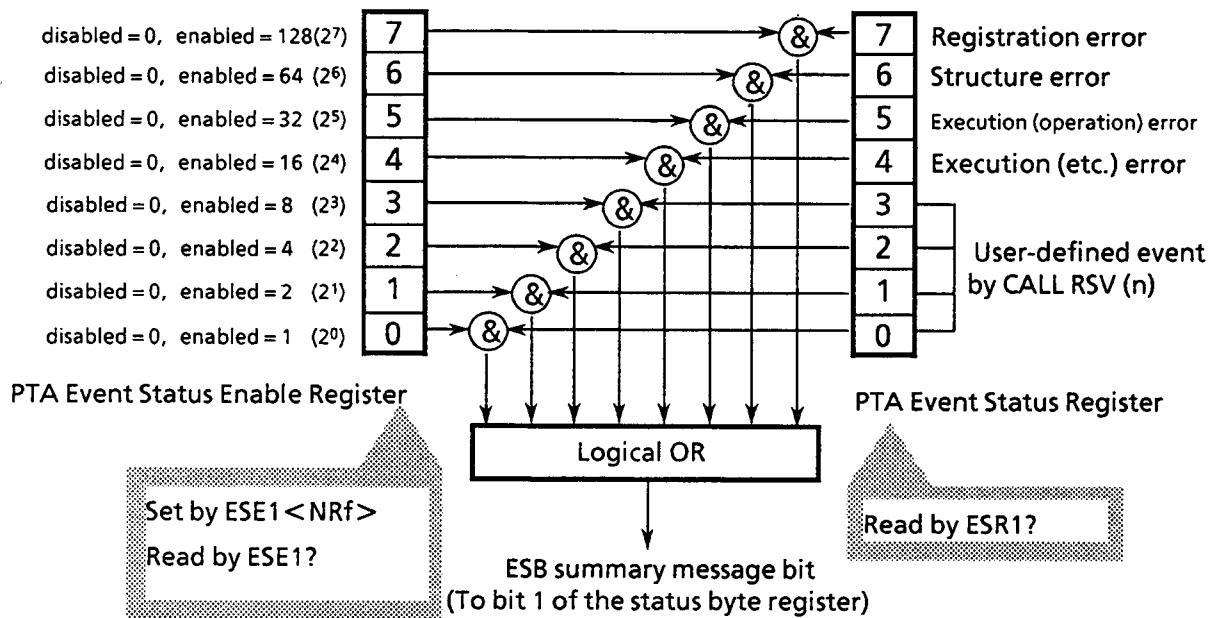 disabled = 0, enabled = 128(2⁷) 7 & 7 Registration error
disabled = 0, enabled = 64 (2⁶) 6 & 6 Structure error
disabled = 0, enabled = 32 (2⁵) 5 & 5 Execution (operation) error
disabled = 0, enabled = 16 (2⁴) 4 & 4 Execution (etc.) error
disabled = 0, enabled = 8 (2³) 3 & 3
disabled = 0, enabled = 4 (2²) 2 & 2 User-defined event
disabled = 0, enabled = 2 (2¹) 1 & 1 by CALL RSV (n)
disabled = 0, enabled = 1 (2⁰) 0 & 0
PTA Event Status Enable Register
PTA Event Status Register
Logical OR
Set by ESE1<NRf>
Read by ESE1?
Read by ESR1?
ESB summary message bit
(To bit 1 of the status byte register)